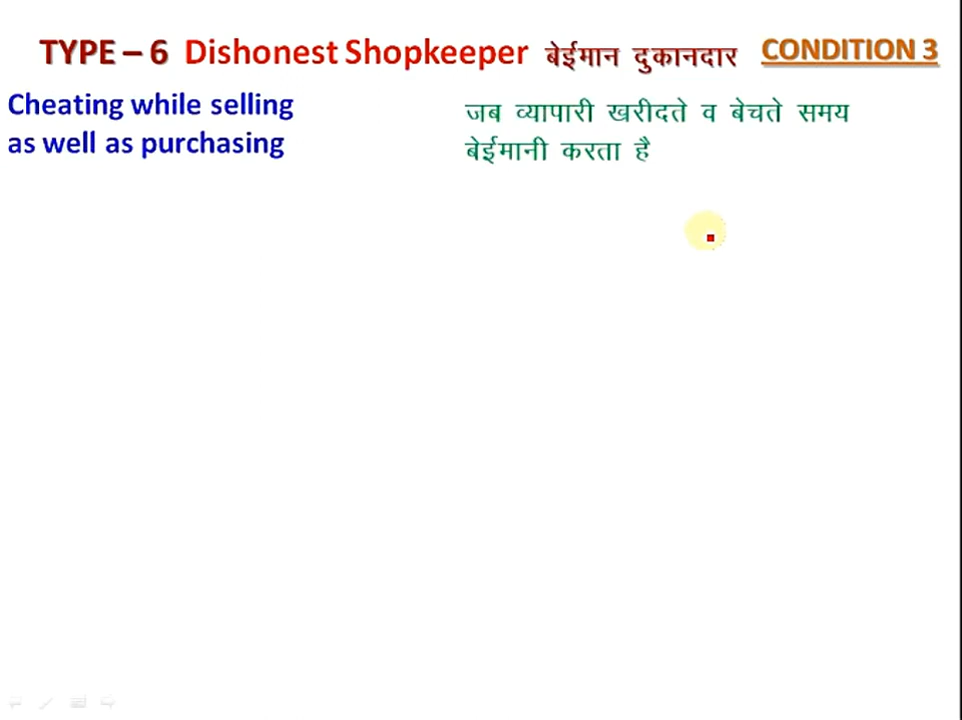 TYPE – 6 Dishonest Shopkeeper बेईमान दुकानदार CONDITION 3
Cheating while selling
as well as purchasing
जब व्यापारी खरीदते व बेचते समय
बेईमानी करता है